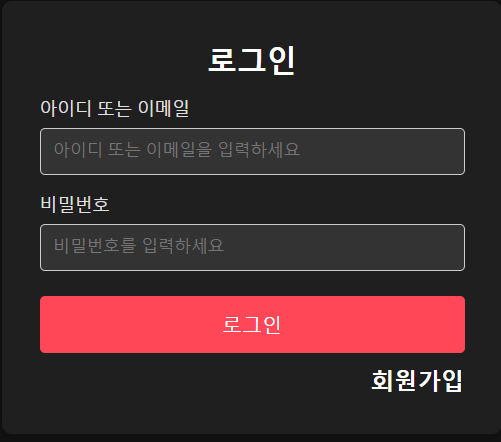 로그인
아이디 또는 이메일
아이디 또는 이메일을 입력하세요
비밀번호
비밀번호를 입력하세요
로그인
회원가입